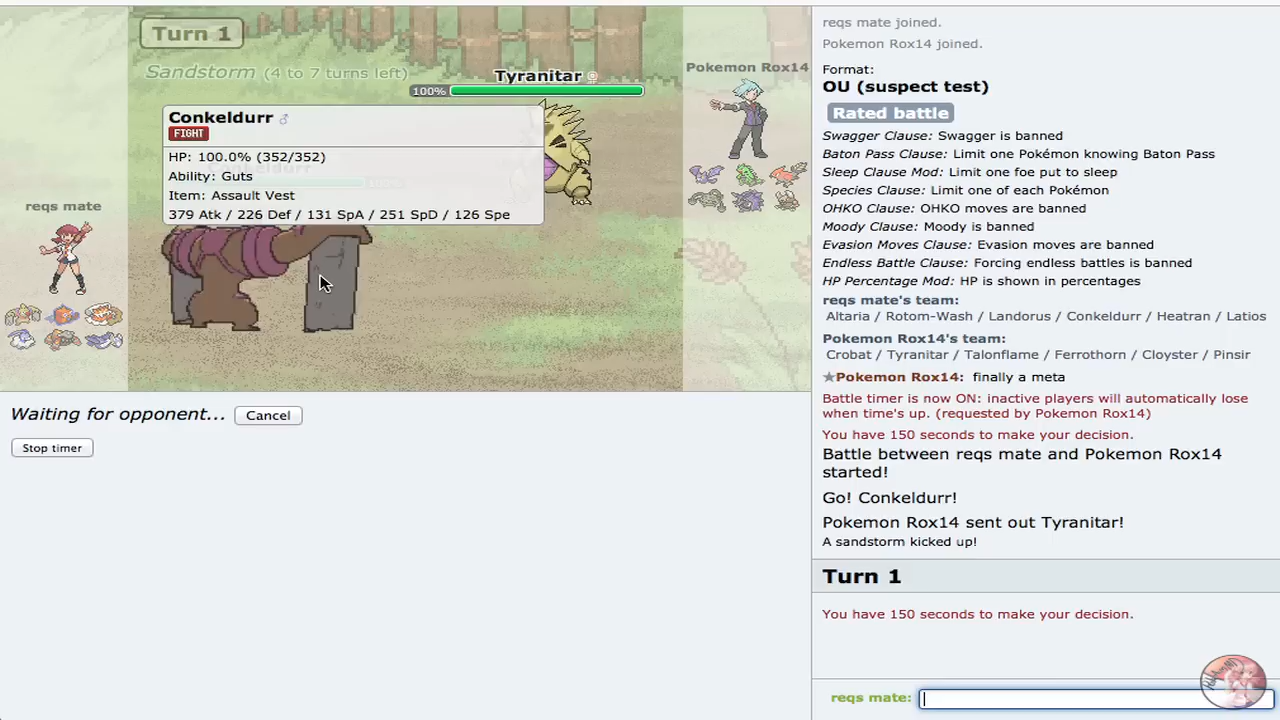 Turn 1
Sandstorm (4 to 7 turns left)
Tyranitar
100%
Conkeldurr ♂
FIGHT
HP: 100.0% (352/352)
Ability: Guts
Item: Assault Vest
379 Atk / 226 Def / 131 SpA / 251 SpD / 126 Spe
reqs mate
Pokemon Rox14
Waiting for opponent...
Cancel
Stop timer
reqs mate joined.
Pokemon Rox14 joined.
Format:
OU (suspect test)
Rated battle
Swagger Clause: Swagger is banned
Baton Pass Clause: Limit one Pokémon knowing Baton Pass
Sleep Clause Mod: Limit one foe put to sleep
Species Clause: Limit one of each Pokémon
OHKO Clause: OHKO moves are banned
Moody Clause: Moody is banned
Evasion Moves Clause: Evasion moves are banned
Endless Battle Clause: Forcing endless battles is banned
HP Percentage Mod: HP is shown in percentages
reqs mate's team:
Altaria / Rotom-Wash / Landorus / Conkeldurr / Heatran / Latios
Pokemon Rox14's team:
Crobat / Tyranitar / Talonflame / Ferrothorn / Cloyster / Pinsir
★Pokemon Rox14: finally a meta
Battle timer is now ON: inactive players will automatically lose
when time's up. (requested by Pokemon Rox14)
You have 150 seconds to make your decision.
Battle between reqs mate and Pokemon Rox14
started!
Go! Conkeldurr!
Pokemon Rox14 sent out Tyranitar!
A sandstorm kicked up!
Turn 1
You have 150 seconds to make your decision.
reqs mate: